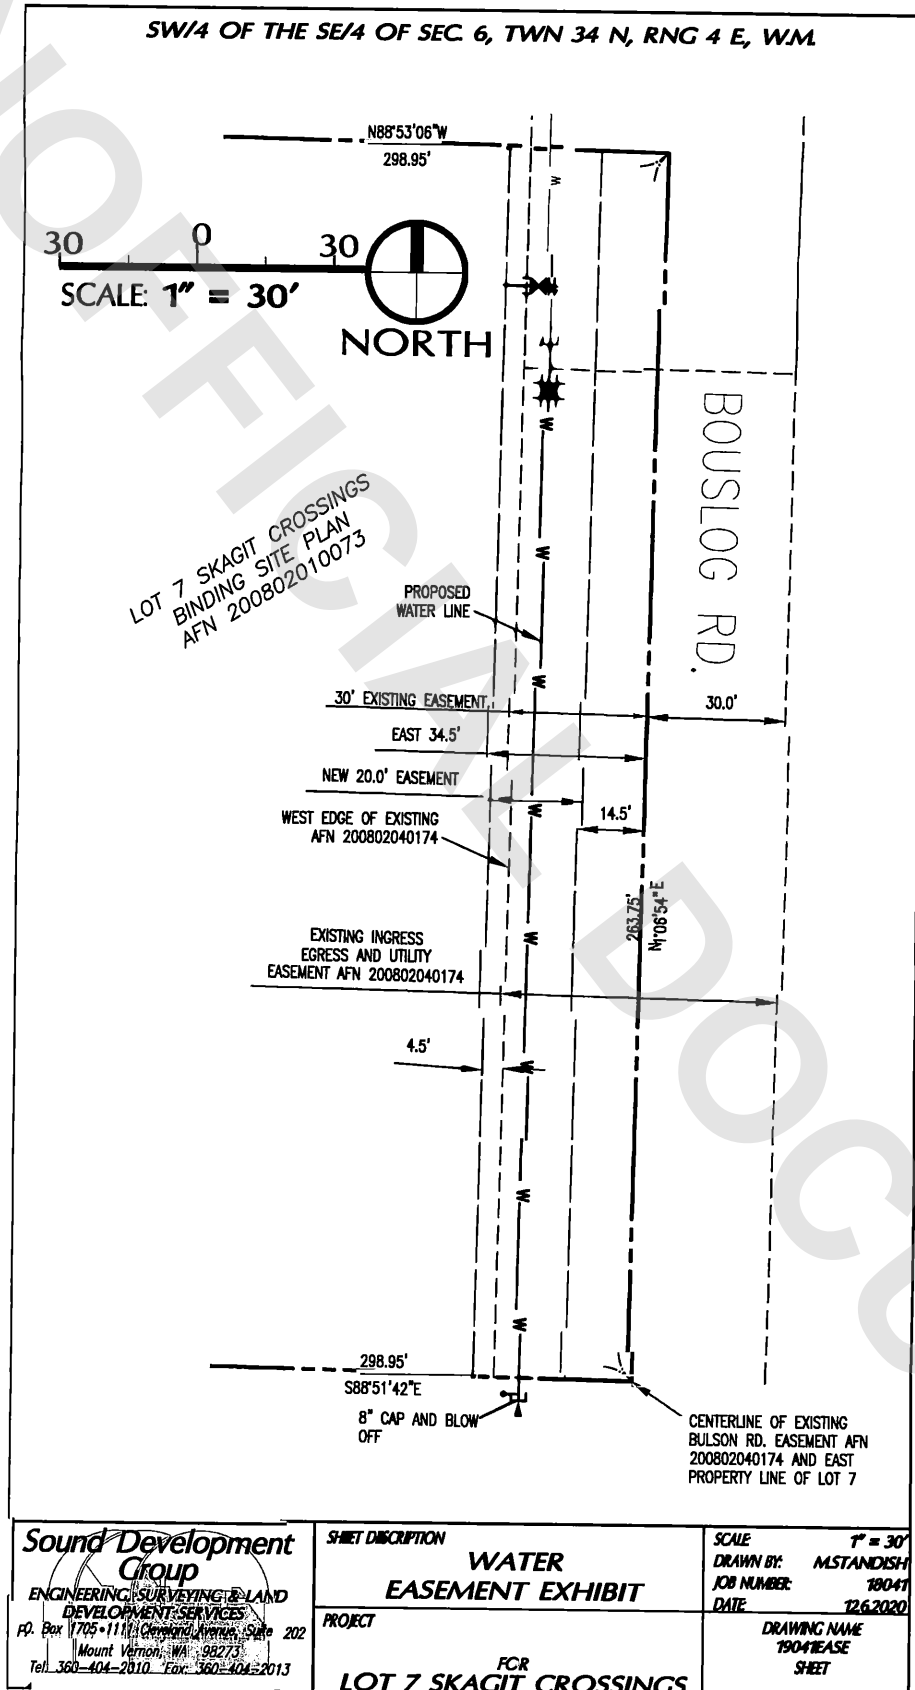 SW/4 OF THE SE/4 OF SEC. 6, TWN 34 N, RNG 4 E, W.M.
N88°53'06"W
298.95'
30 0 30
SCALE: 1" = 30'
NORTH
W
BOUSLOG RD.
W
LOT 7 SKAGIT CROSSINGS
BINDING SITE PLAN
AFN 200802010073
W
PROPOSED
WATER LINE
W
30' EXISTING EASEMENT
30.0'
EAST 34.5'
NEW 20.0' EASEMENT
W
14.5'
WEST EDGE OF EXISTING
AFN 200802040174
263.75'
N1°06'54"E
W
EXISTING INGRESS
EGRESS AND UTILITY
EASEMENT AFN 200802040174
4.5'
W
W
W
298.95'
S88°51'42"E
8" CAP AND BLOW
OFF
CENTERLINE OF EXISTING
BULSON RD. EASEMENT AFN
200802040174 AND EAST
PROPERTY LINE OF LOT 7
Sound Development
Group
ENGINEERING, SURVEYING & LAND
DEVELOPMENT SERVICES
P.O. Box 1705 • 1111 Cleveland Avenue, Suite 202
Mount Vernon, WA 98273
Tel: 360-404-2010 Fax: 360-404-2013
SHEET DESCRIPTION
WATER
EASEMENT EXHIBIT
PROJECT
FOR
LOT 7 SKAGIT CROSSINGS
SCALE 1" = 30'
DRAWN BY: M.STANDISH
JOB NUMBER:
DATE 12.6.2020
DRAWING NAME
19041EASE
SHEET
UNOFFICIAL DOCU